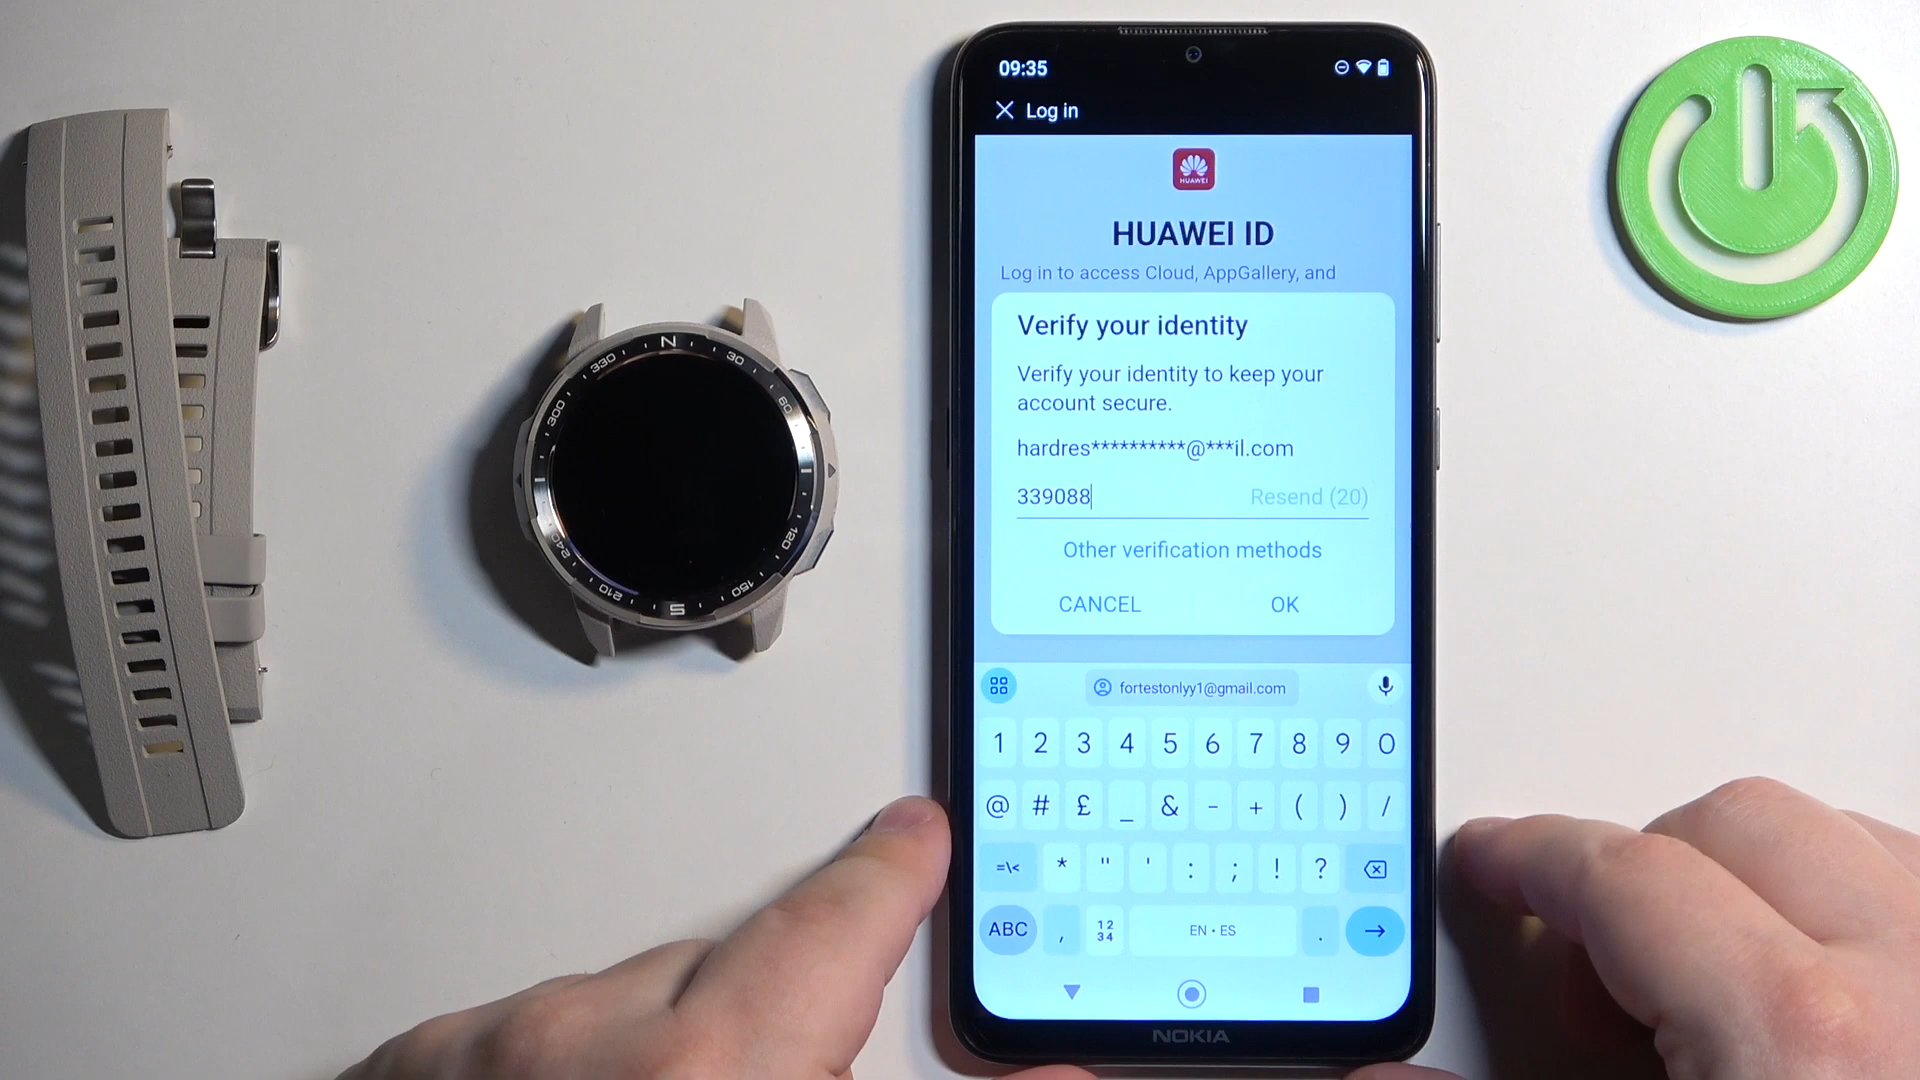 N
30
60
120
150
S
210
240
300
330
09:35
Log in
HUAWEI
HUAWEI ID
Log in to access Cloud, AppGallery, and
Verify your identity
Verify your identity to keep your
account secure.
hardres**********@***il.com
339088 Resend (20)
Other verification methods
CANCEL OK
fortestonlyy1@gmail.com
1 2 3 4 5 6 7 8 9 0
@ # £ _ & - + ( ) /
=\< * " ' : ; ! ?
ABC , 12 34 EN • ES .
NOKIA